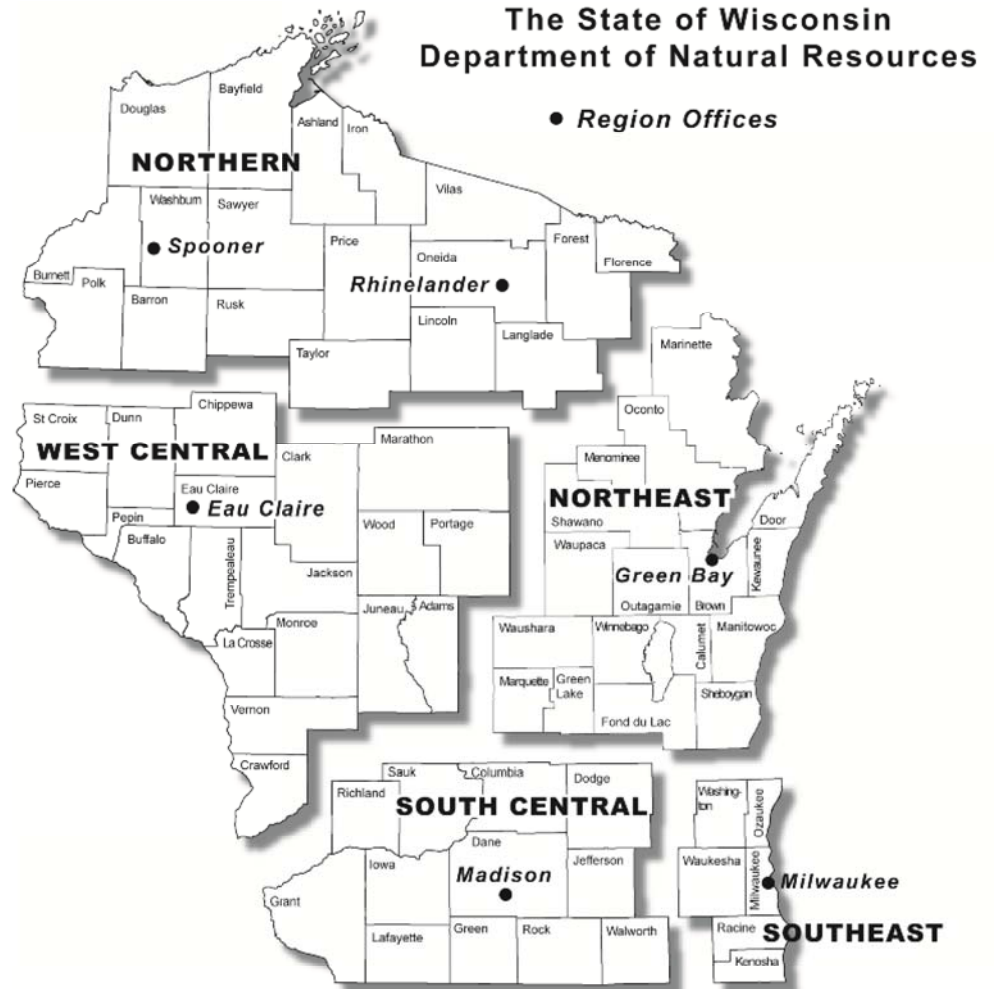 The State of Wisconsin
Department of Natural Resources
Region Offices
Bayfield
Douglas
Ashland
Iron
NORTHERN
Vilas
Washburn
Sawyer
Spooner
Price
Forest
Oneida
Florence
Burnett
Polk
Rhinelander
Barron
Rusk
Lincoln
Langlade
Taylor
Marinette
Chippewa
St Croix
Dunn
WEST CENTRAL
Marathon
Clark
Pierce
Eau Claire
Eau Claire
Pepin
Buffalo
Wood
Portage
Trempealeau
Jackson
Juneau
Adams
Monroe
La Crosse
Vernon
Crawford
Oconto
Menominee
NORTHEAST
Shawano
Door
Waupaca
Kewaunee
Green Bay
Outagamie
Brown
Waushara
Winnebago
Calumet
Manitowoc
Marquette
Green
Lake
Sheboygan
Fond du Lac
Sauk
Columbia
Dodge
Richland
SOUTH CENTRAL
Dane
Iowa
Jefferson
Madison
Grant
Lafayette
Green
Rock
Walworth
Washing-
ton
Ozaukee
Waukesha
Milwaukee
Milwaukee
Racine
SOUTHEAST
Kenosha